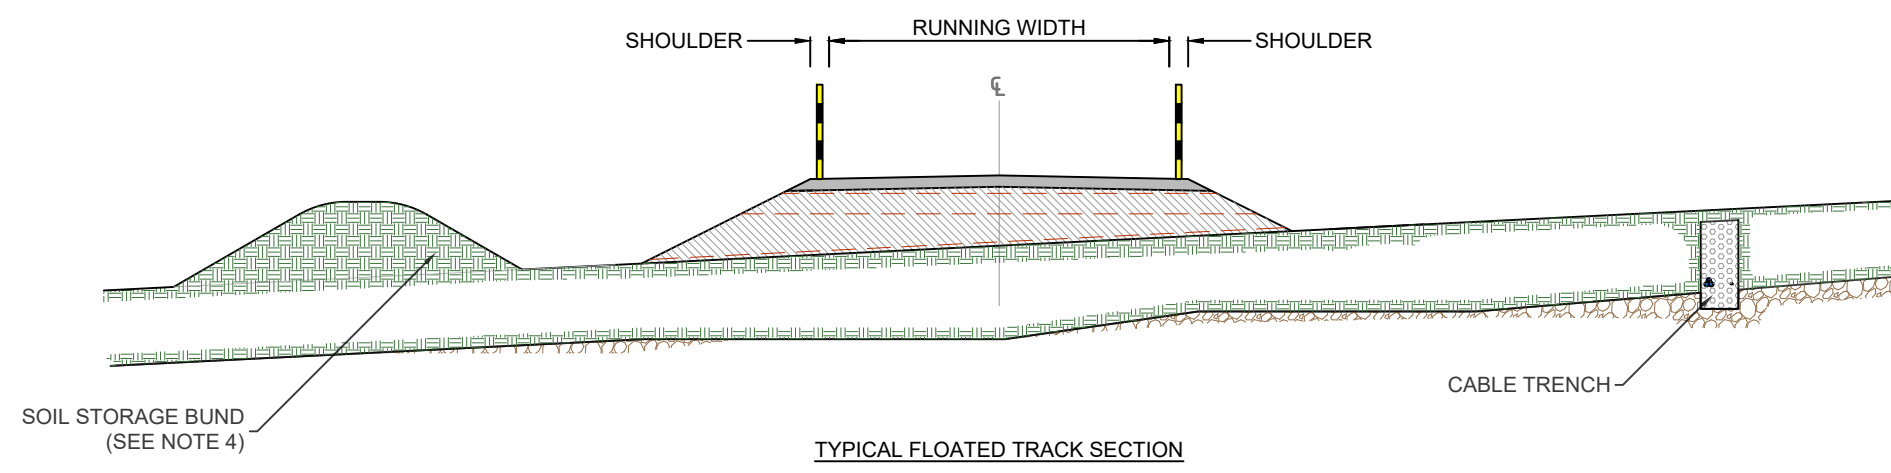 RUNNING WIDTH
SHOULDER
SHOULDER
℄
CABLE TRENCH
SOIL STORAGE BUND
(SEE NOTE 4)
TYPICAL FLOATED TRACK SECTION